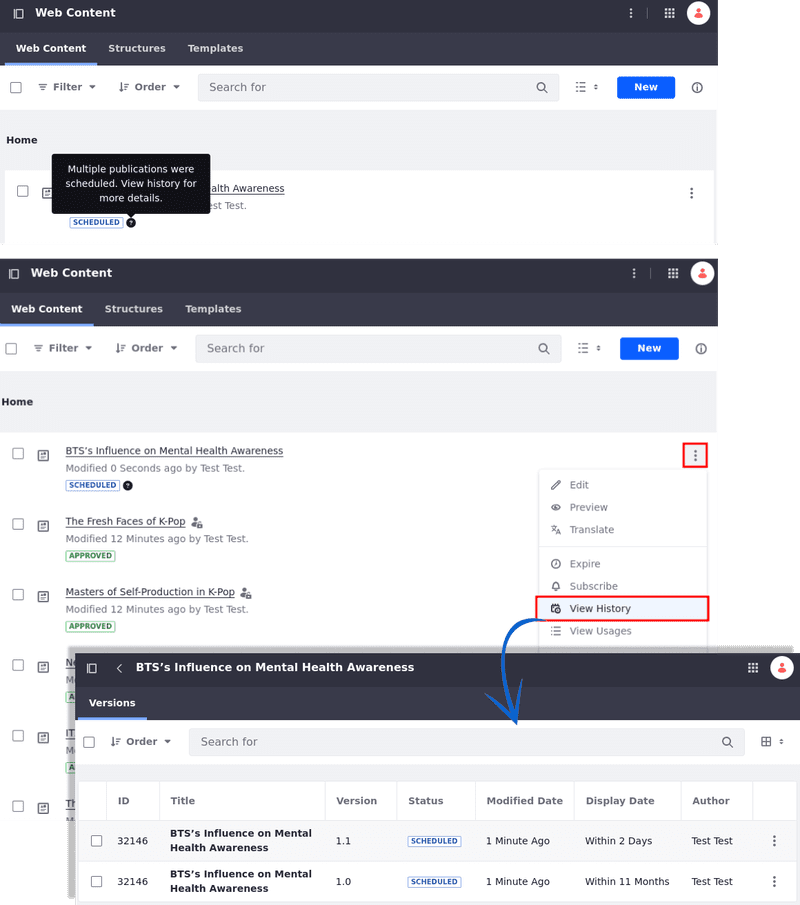 Web Content
Web Content Structures Templates
Filter Order Search for New
Home
Multiple publications were
scheduled. View history for
more details.
alth Awareness
est Test.
SCHEDULED ?
Web Content
Web Content Structures Templates
Filter Order Search for New
Home
BTS’s Influence on Mental Health Awareness
Modified 0 Seconds ago by Test Test.
SCHEDULED ?
Edit
Preview
Translate
Expire
Subscribe
View History
View Usages
The Fresh Faces of K-Pop
Modified 12 Minutes ago by Test Test.
APPROVED
Masters of Self-Production in K-Pop
Modified 12 Minutes ago by Test Test.
APPROVED
BTS’s Influence on Mental Health Awareness
Versions
Order Search for
ID Title Version Status Modified Date Display Date Author
32146 BTS’s Influence on Mental Health Awareness 1.1 SCHEDULED 1 Minute Ago Within 2 Days Test Test
32146 BTS’s Influence on Mental Health Awareness 1.0 SCHEDULED 1 Minute Ago Within 11 Months Test Test